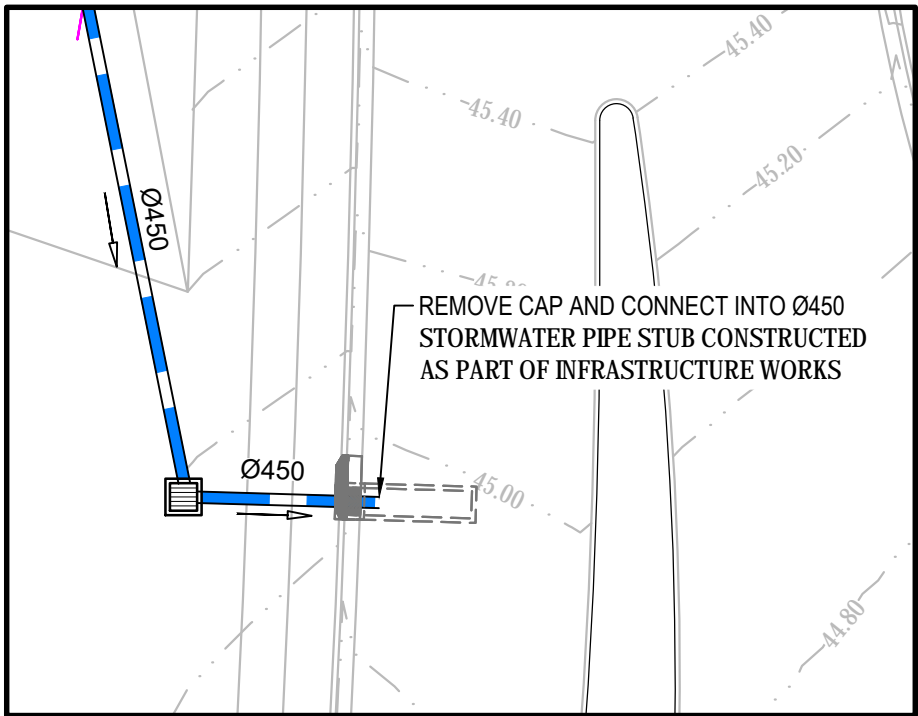 45.40
45.40
45.20
Ø450
REMOVE CAP AND CONNECT INTO Ø450
STORMWATER PIPE STUB CONSTRUCTED
AS PART OF INFRASTRUCTURE WORKS
Ø450
45.00
44.80